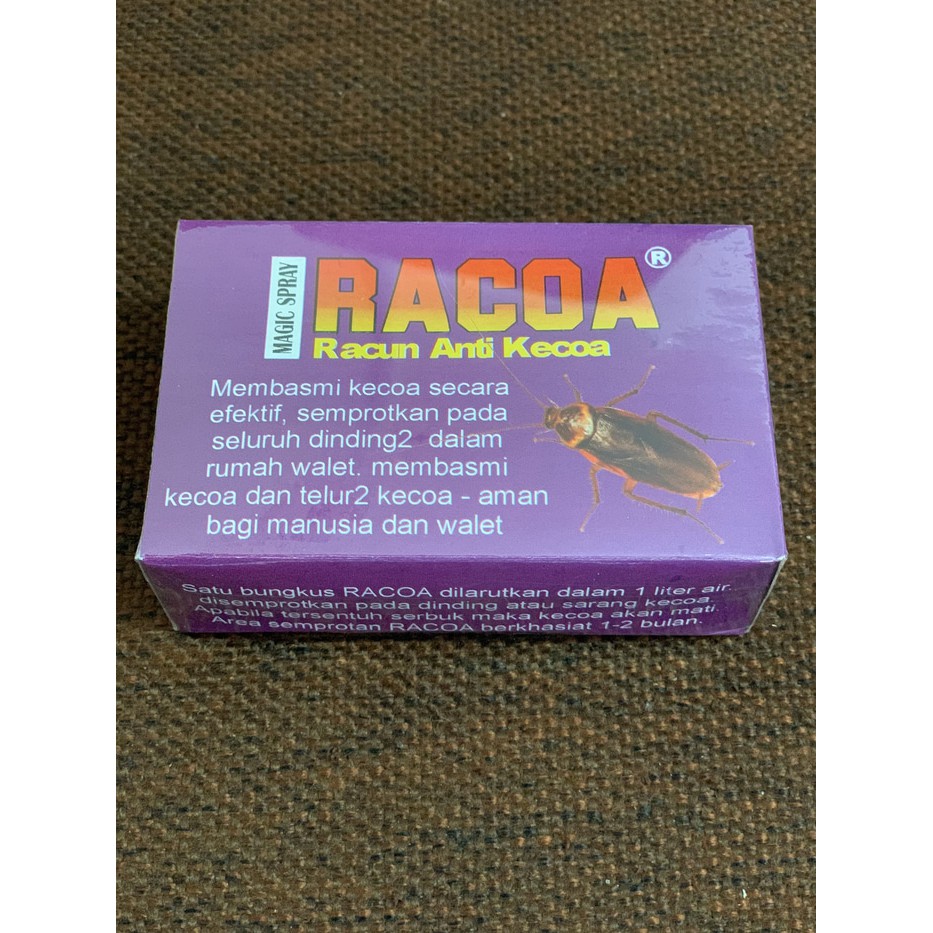 MAGIC SPRAY
RACOA®
Racun Anti Kecoa
Membasmi kecoa secara
efektif, semprotkan pada
seluruh dinding2 dalam
rumah walet. membasmi
kecoa dan telur2 kecoa - aman
bagi manusia dan walet
Satu bungkus RACOA dilarutkan dalam 1 liter air.
disemprotkan pada dinding atau sarang kecoa.
Apabila tersentuh serbuk maka kecoa akan mati.
Area semprotan RACOA berkhasiat 1-2 bulan.